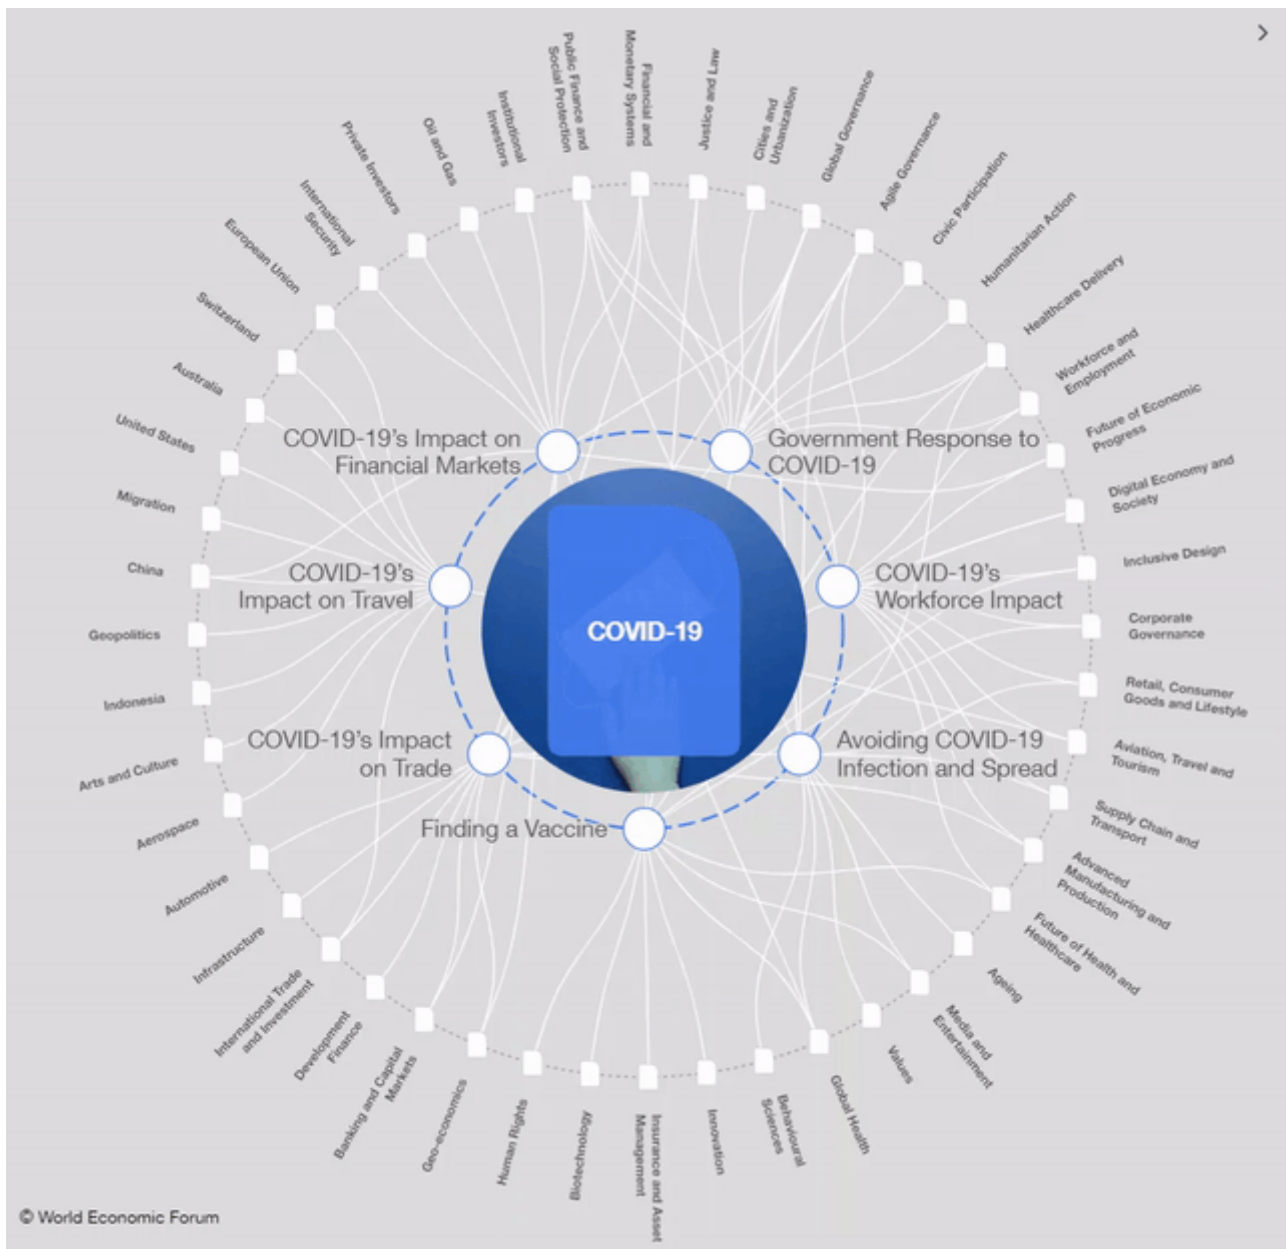 Public Finance and
Social Protection
Financial and
Monetary Systems
Justice and Law
Cities and
Urbanization
Global Governance
Agile Governance
Civic Participation
Humanitarian Action
Healthcare Delivery
Workforce and
Employment
Future of Economic
Progress
Digital Economy and
Society
Inclusive Design
Corporate
Governance
Retail, Consumer
Goods and Lifestyle
Aviation, Travel and
Tourism
Supply Chain and
Transport
Advanced
Manufacturing and
Production
Future of Health and
Healthcare
Ageing
Media and
Entertainment
Values
Global Health
Behavioural
Sciences
Innovation
Insurance and Asset
Management
Biotechnology
Human Rights
Geo-economics
Banking and Capital
Markets
Development
Finance
International Trade
and Investment
Infrastructure
Automotive
Aerospace
Arts and Culture
Indonesia
Geopolitics
China
Migration
United States
Australia
Switzerland
European Union
International
Security
Private Investors
Oil and Gas
Institutional
Investors
COVID-19's Impact on
Financial Markets
Government Response to
COVID-19
COVID-19's
Impact on Travel
COVID-19's
Workforce Impact
COVID-19
COVID-19's Impact
on Trade
Avoiding COVID-19
Infection and Spread
Finding a Vaccine
© World Economic Forum